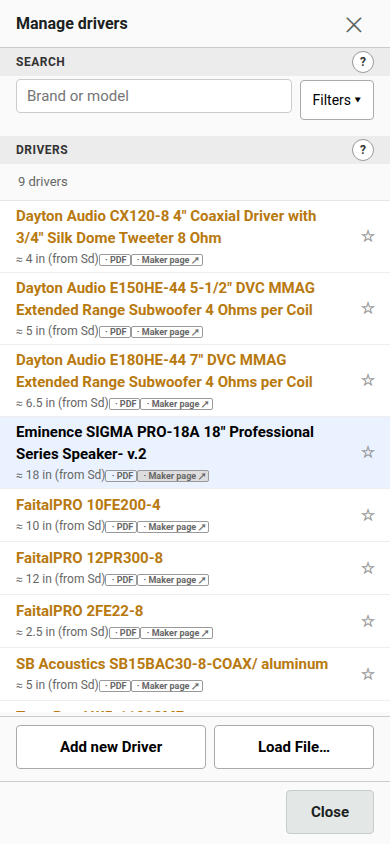 Manage drivers
SEARCH ?
Brand or model
Filters ▾
DRIVERS ?
9 drivers
Dayton Audio CX120-8 4" Coaxial Driver with
3/4" Silk Dome Tweeter 8 Ohm
≈ 4 in (from Sd) · PDF · Maker page ↗
Dayton Audio E150HE-44 5-1/2" DVC MMAG
Extended Range Subwoofer 4 Ohms per Coil
≈ 5 in (from Sd) · PDF · Maker page ↗
Dayton Audio E180HE-44 7" DVC MMAG
Extended Range Subwoofer 4 Ohms per Coil
≈ 6.5 in (from Sd) · PDF · Maker page ↗
Eminence SIGMA PRO-18A 18" Professional
Series Speaker- v.2
≈ 18 in (from Sd) · PDF · Maker page ↗
FaitalPRO 10FE200-4
≈ 10 in (from Sd) · PDF · Maker page ↗
FaitalPRO 12PR300-8
≈ 12 in (from Sd) · PDF · Maker page ↗
FaitalPRO 2FE22-8
≈ 2.5 in (from Sd) · PDF · Maker page ↗
SB Acoustics SB15BAC30-8-COAX/ aluminum
≈ 5 in (from Sd) · PDF · Maker page ↗
Add new Driver
Load File...
Close